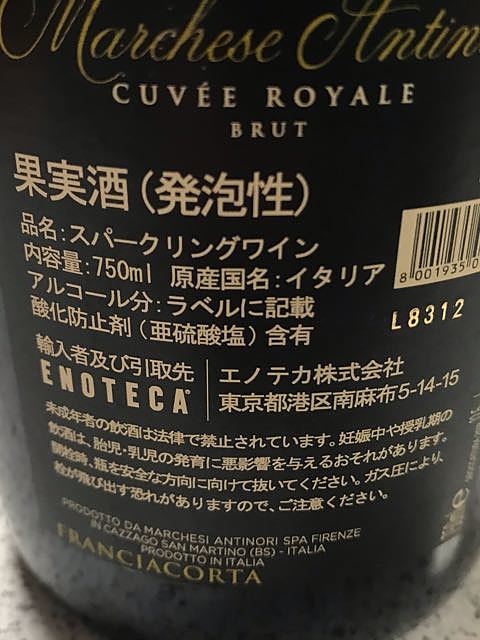 Marchese Antin
CUVÉE ROYALE
BRUT
果実酒(発泡性)
品名:スパークリングワイン
内容量:750ml 原産国名:イタリア
アルコール分:ラベルに記載
酸化防止剤(亜硫酸塩)含有
8 001935 0
L8312
輸入者及び引取先
ENOTECA
エノテカ株式会社
東京都港区南麻布5-14-15
未成年者の飲酒は法律で禁止されています。妊娠中や授乳期の
飲酒は、胎児・乳児の発育に悪影響を与えるおそれがあります。
開栓時、瓶を安全な方向に向けて抜いてください。ガス圧により、
栓が飛び出す恐れがありますので、ご注意ください。
PRODOTTO DA MARCHESI ANTINORI SPA FIRENZE
IN CAZZAGO SAN MARTINO (BS) - ITALIA
PRODOTTO IN ITALIA
FRANCIACORTA